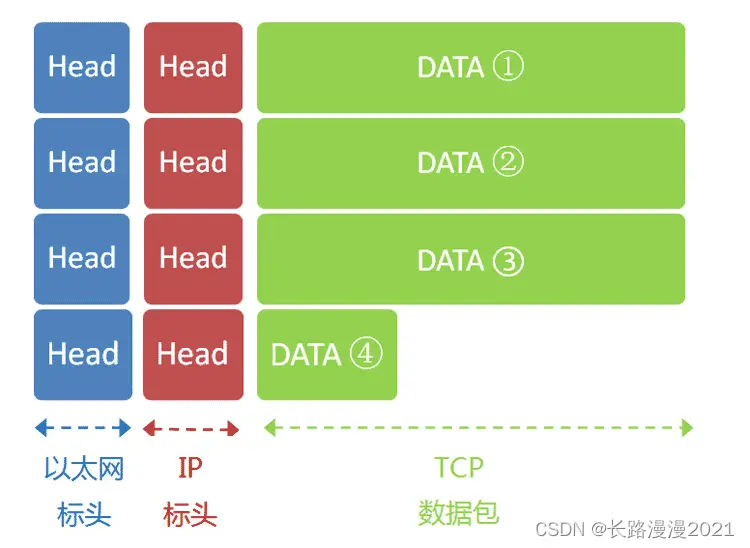 Head Head DATA ①
Head Head DATA ②
Head Head DATA ③
Head Head DATA ④
以太网 IP TCP
标头 标头 数据包
CSDN @长路漫漫2021